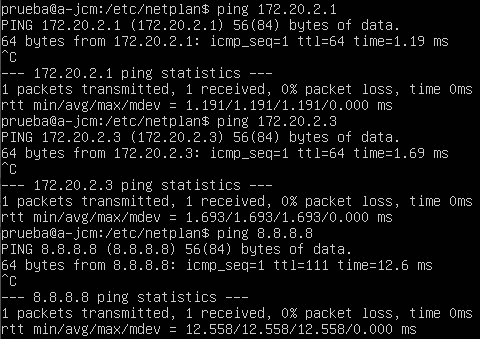 prueba@a-jcm:/etc/netplan$ ping 172.20.2.1
PING 172.20.2.1 (172.20.2.1) 56(84) bytes of data.
64 bytes from 172.20.2.1: icmp_seq=1 ttl=64 time=1.19 ms
^C
--- 172.20.2.1 ping statistics ---
1 packets transmitted, 1 received, 0% packet loss, time 0ms
rtt min/avg/max/mdev = 1.191/1.191/1.191/0.000 ms
prueba@a-jcm:/etc/netplan$ ping 172.20.2.3
PING 172.20.2.3 (172.20.2.3) 56(84) bytes of data.
64 bytes from 172.20.2.3: icmp_seq=1 ttl=64 time=1.69 ms
^C
--- 172.20.2.3 ping statistics ---
1 packets transmitted, 1 received, 0% packet loss, time 0ms
rtt min/avg/max/mdev = 1.693/1.693/1.693/0.000 ms
prueba@a-jcm:/etc/netplan$ ping 8.8.8.8
PING 8.8.8.8 (8.8.8.8) 56(84) bytes of data.
64 bytes from 8.8.8.8: icmp_seq=1 ttl=111 time=12.6 ms
^C
--- 8.8.8.8 ping statistics ---
1 packets transmitted, 1 received, 0% packet loss, time 0ms
rtt min/avg/max/mdev = 12.558/12.558/12.558/0.000 ms